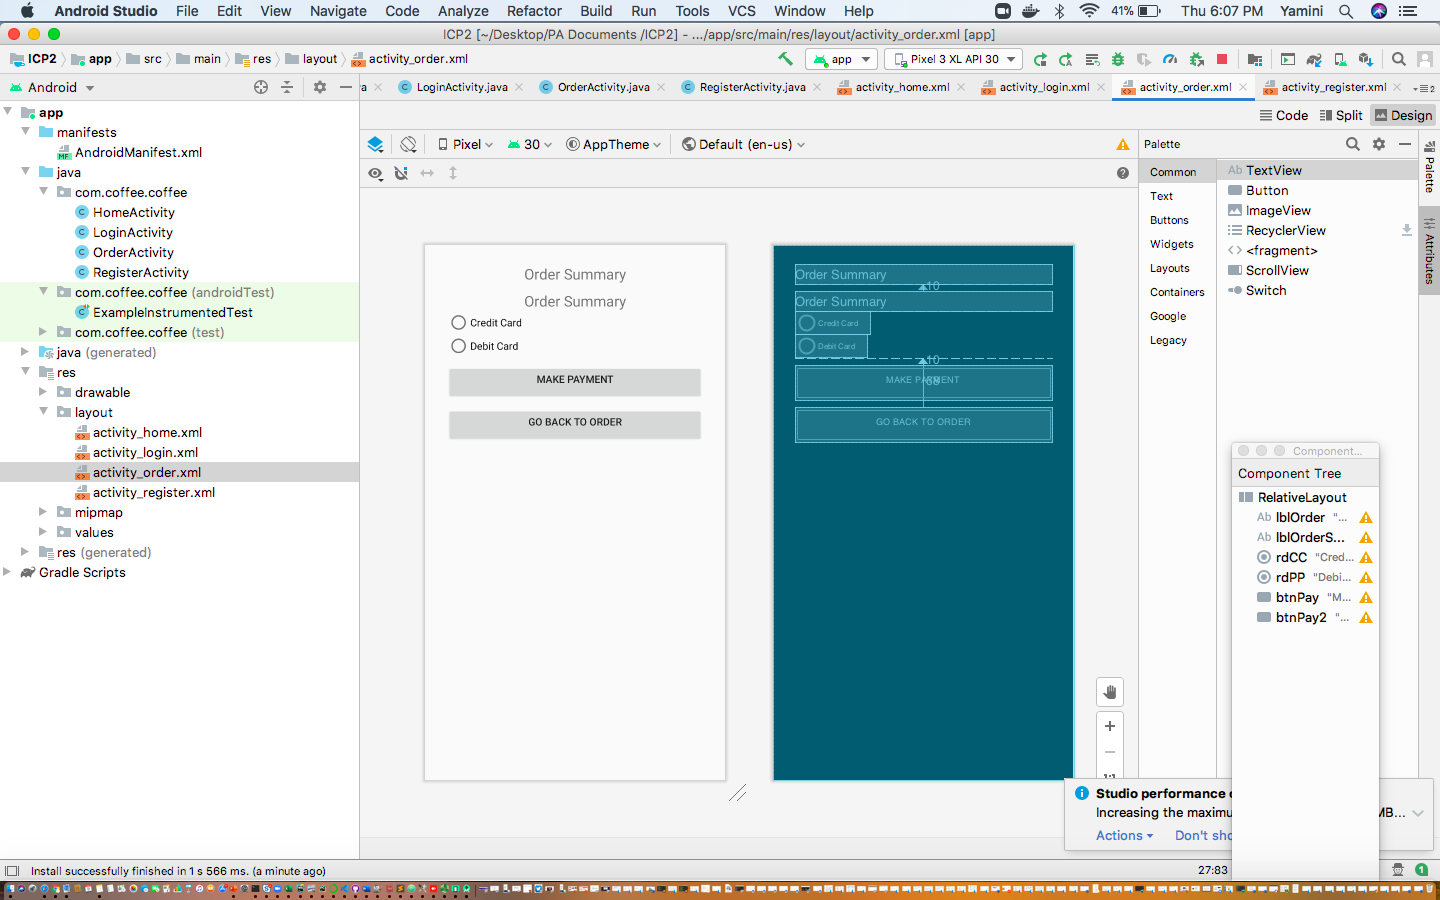 Android Studio File Edit View Navigate Code Analyze Refactor Build Run Tools VCS Window Help 41% Thu 6:07 PM Yamini
ICP2 [~/Desktop/PA Documents /ICP2] - .../app/src/main/res/layout/activity_order.xml [app]
ICP2 app src main res layout activity_order.xml app Pixel 3 XL API 30
Android
LoginActivity.java OrderActivity.java RegisterActivity.java activity_home.xml activity_login.xml activity_order.xml activity_register.xml 2
Code Split Design
Pixel 30 AppTheme Default (en-us)
Palette
Common
Text
Buttons
Widgets
Layouts
Containers
Google
Legacy
Ab TextView
Button
ImageView
RecyclerView
<> <fragment>
ScrollView
Switch
Palette
Attributes
app
manifests
MF AndroidManifest.xml
java
com.coffee.coffee
C HomeActivity
C LoginActivity
C OrderActivity
C RegisterActivity
com.coffee.coffee (androidTest)
C ExampleInstrumentedTest
com.coffee.coffee (test)
java (generated)
res
drawable
layout
activity_home.xml
activity_login.xml
activity_order.xml
activity_register.xml
mipmap
values
res (generated)
Gradle Scripts
Order Summary
Order Summary
Credit Card
Debit Card
MAKE PAYMENT
GO BACK TO ORDER
Order Summary
10
Order Summary
Credit Card
Debit Card
10
MAKE PAYMENT
68
GO BACK TO ORDER
Component...
Component Tree
RelativeLayout
Ab lblOrder "...
Ab lblOrderS...
rdCC "Cred...
rdPP "Debi...
btnPay "M...
btnPay2 "...
1:1
Studio performance
Increasing the maximu MB...
Actions Don't sho
Install successfully finished in 1 s 566 ms. (a minute ago)
27:83
1